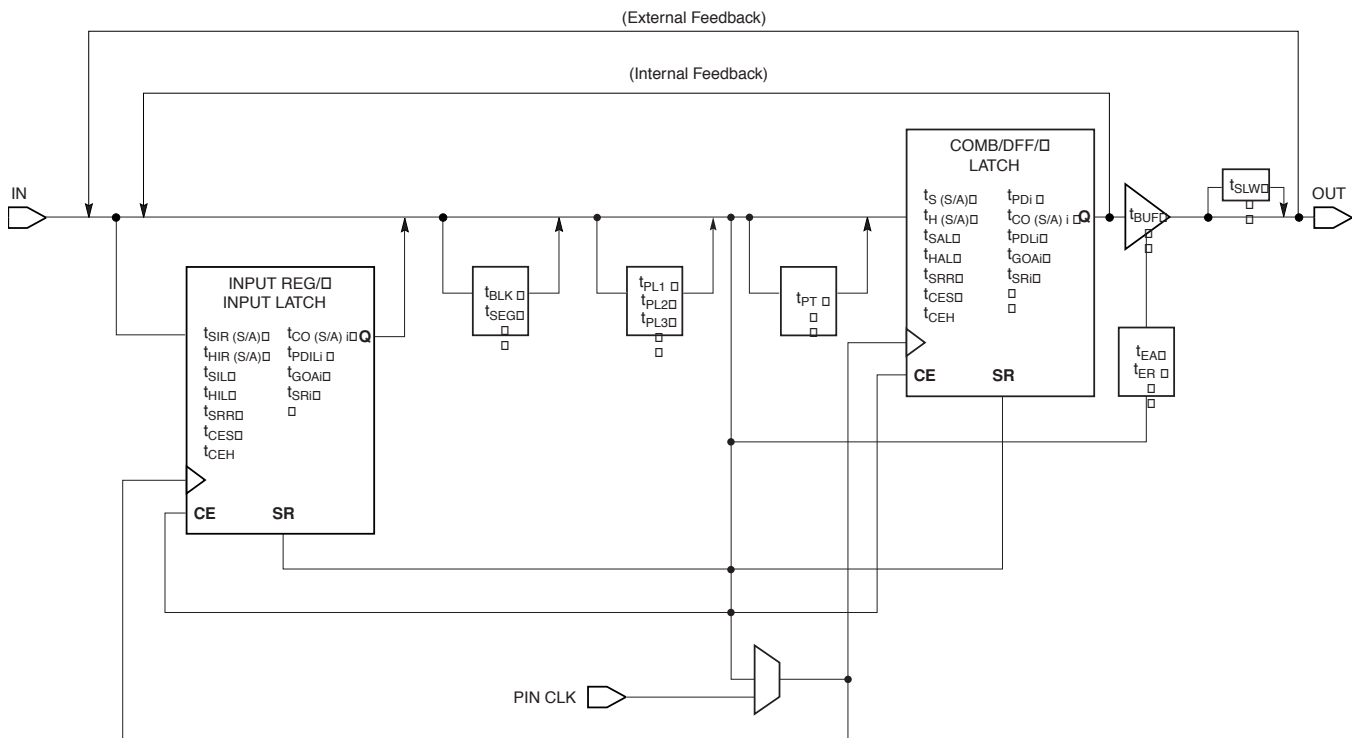 (External Feedback)
(Internal Feedback)
IN
COMB/DFF/□
LATCH
tS (S/A)□
tH (S/A)□
tSAL□
tHAL□
tSRR□
tCES□
tCEH
tPDi □
tCO (S/A) i □
tPDLi□
tGOAi□
tSRi□
□
□
Q
CE
SR
tBUF□
□
□
tSLW□
□
□
OUT
INPUT REG/□
INPUT LATCH
tSIR (S/A)□
tHIR (S/A)□
tSIL□
tHIL□
tSRR□
tCES□
tCEH
tCO (S/A) i□
tPDILi □
tGOAi□
tSRi□
□
Q
CE
SR
tBLK □
tSEG□
□
□
tPL1 □
tPL2□
tPL3□
□
□
tPT □
□
□
tEA□
tER □
□
□
PIN CLK